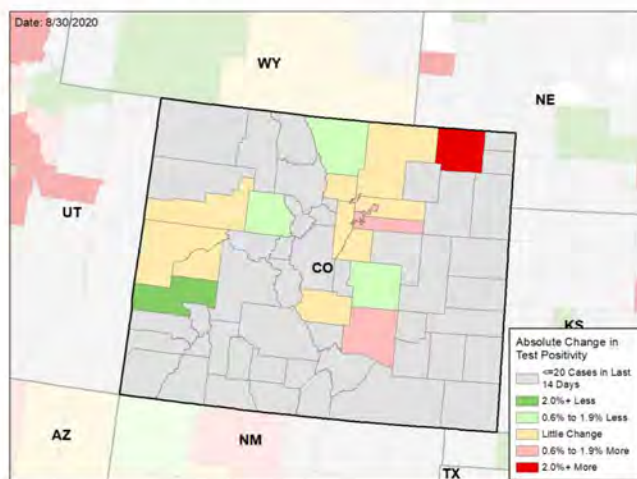 Date: 8/30/2020
WY
NE
UT
CO
KS
AZ
NM
TX
Absolute Change in
Test Positivity
<=20 Cases in Last
14 Days
2.0%+ Less
0.6% to 1.9% Less
Little Change
0.6% to 1.9% More
2.0%+ More